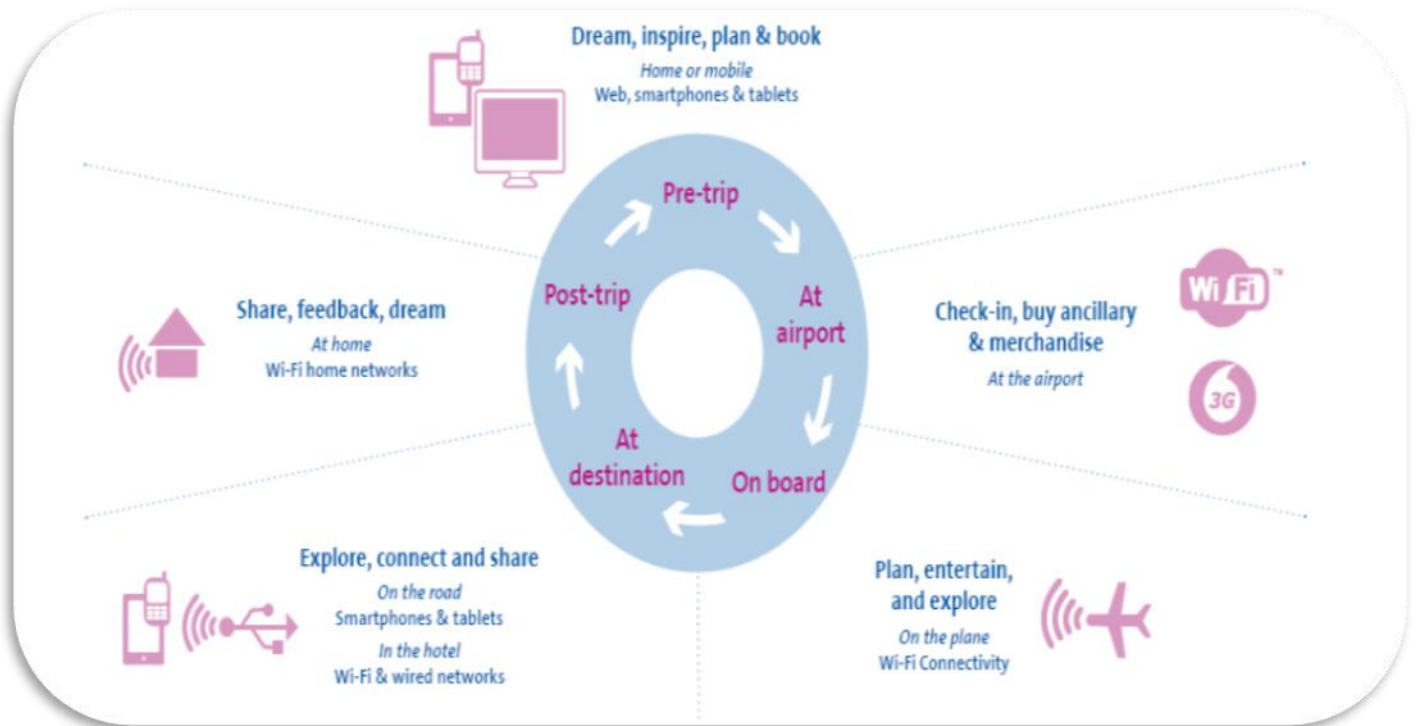 Dream, inspire, plan & book
Home or mobile
Web, smartphones & tablets
Pre-trip
At
airport
On board
At
destination
Post-trip
Check-in, buy ancillary
& merchandise
At the airport
Wi Fi ™
3G
Plan, entertain,
and explore
On the plane
Wi-Fi Connectivity
Explore, connect and share
On the road
Smartphones & tablets
In the hotel
Wi-Fi & wired networks
Share, feedback, dream
At home
Wi-Fi home networks